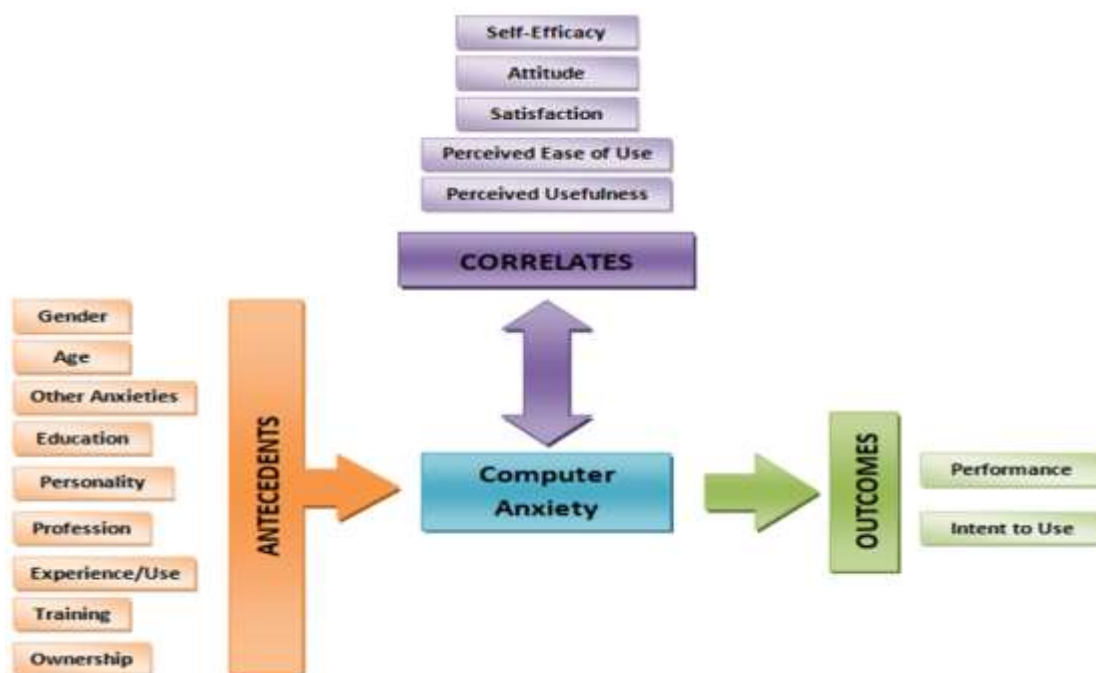 Self-Efficacy
Attitude
Satisfaction
Perceived Ease of Use
Perceived Usefulness
CORRELATES
Gender
Age
Other Anxieties
Education
Personality
Profession
Experience/Use
Training
Ownership
ANTECEDENTS
Computer
Anxiety
OUTCOMES
Performance
Intent to Use